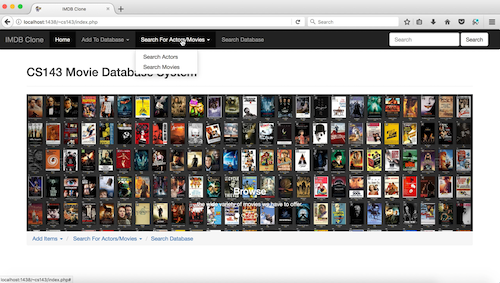 IMDB Clone
localhost:1438/~cs143/index.php
Search
IMDB Clone Home Add To Database Search For Actors/Movies Search Database Search Search
Search Actors
Search Movies
CS143 Movie Database System
Browse
the wide variety of movies we have to offer.
Add Items / Search For Actors/Movies / Search Database
localhost:1438/~cs143/index.php#